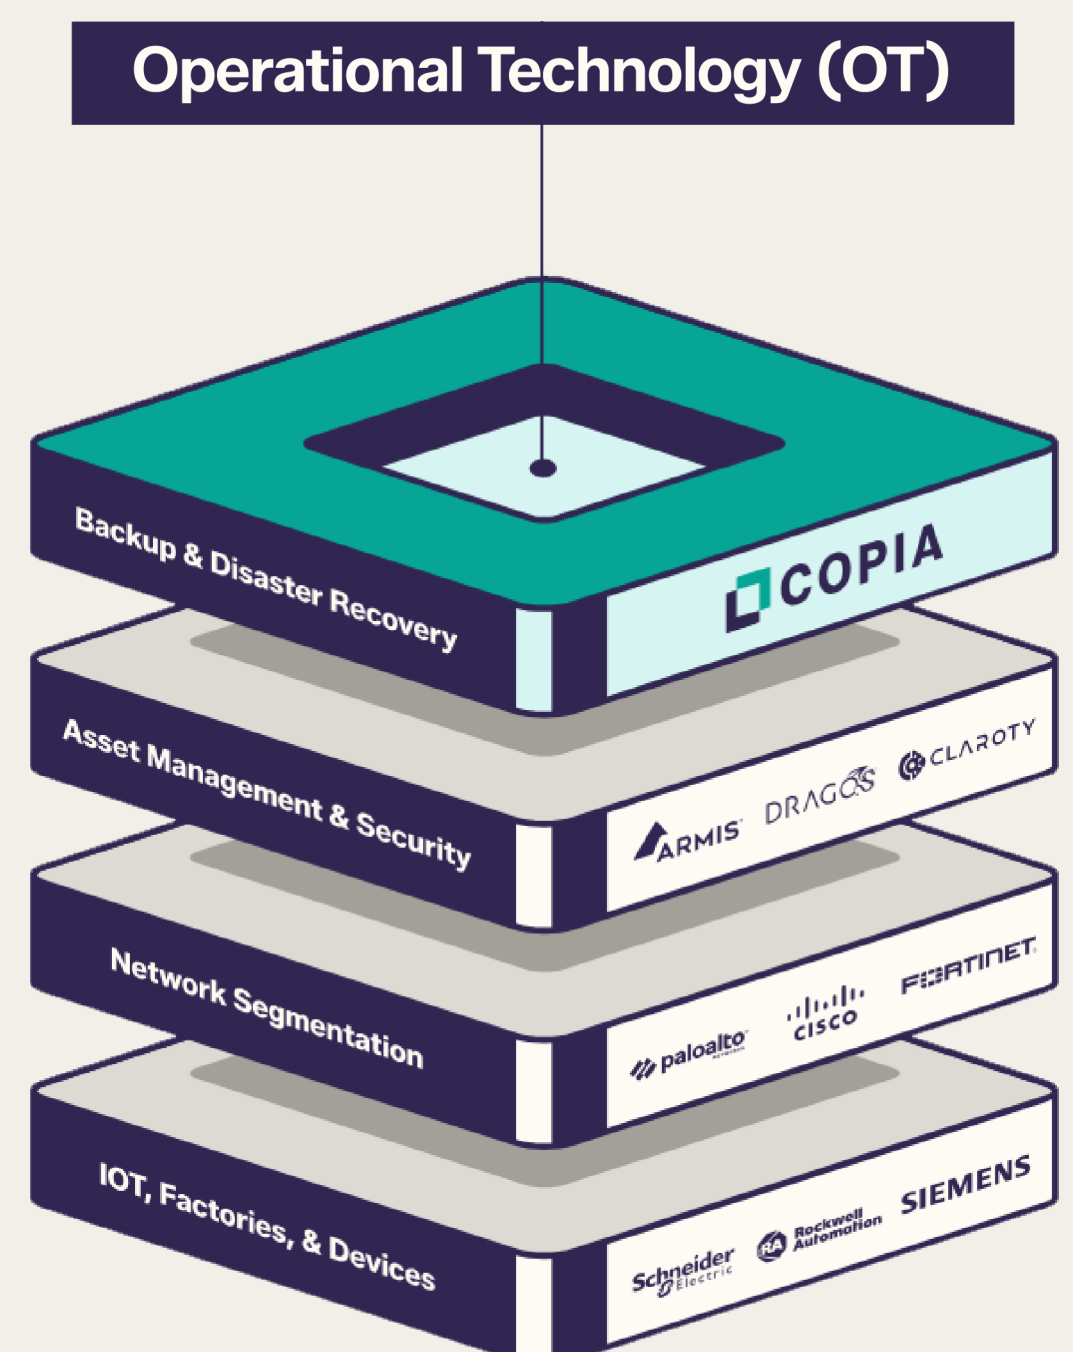 Operational Technology (OT)
Backup & Disaster Recovery
COPIA
Asset Management & Security
ARMIS
DRAGOS
CLAROTY
Network Segmentation
paloalto
CISCO
FORTINET
IOT, Factories, & Devices
Schneider
Electric
RA
Rockwell
Automation
SIEMENS